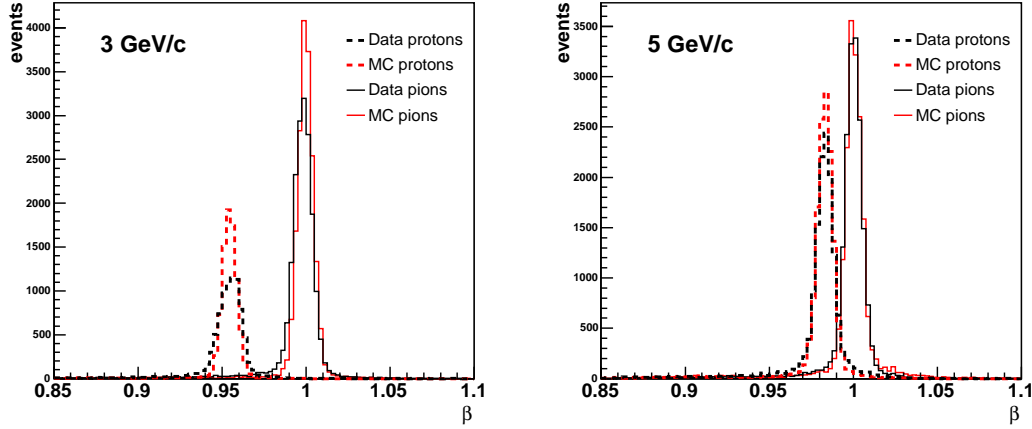 events
4000
3500
3000
2500
2000
1500
1000
500
0
3 GeV/c
Data protons
MC protons
Data pions
MC pions
0.85 0.9 0.95 1 1.05 1.1
β
events
3500
3000
2500
2000
1500
1000
500
0
5 GeV/c
Data protons
MC protons
Data pions
MC pions
0.85 0.9 0.95 1 1.05 1.1
β